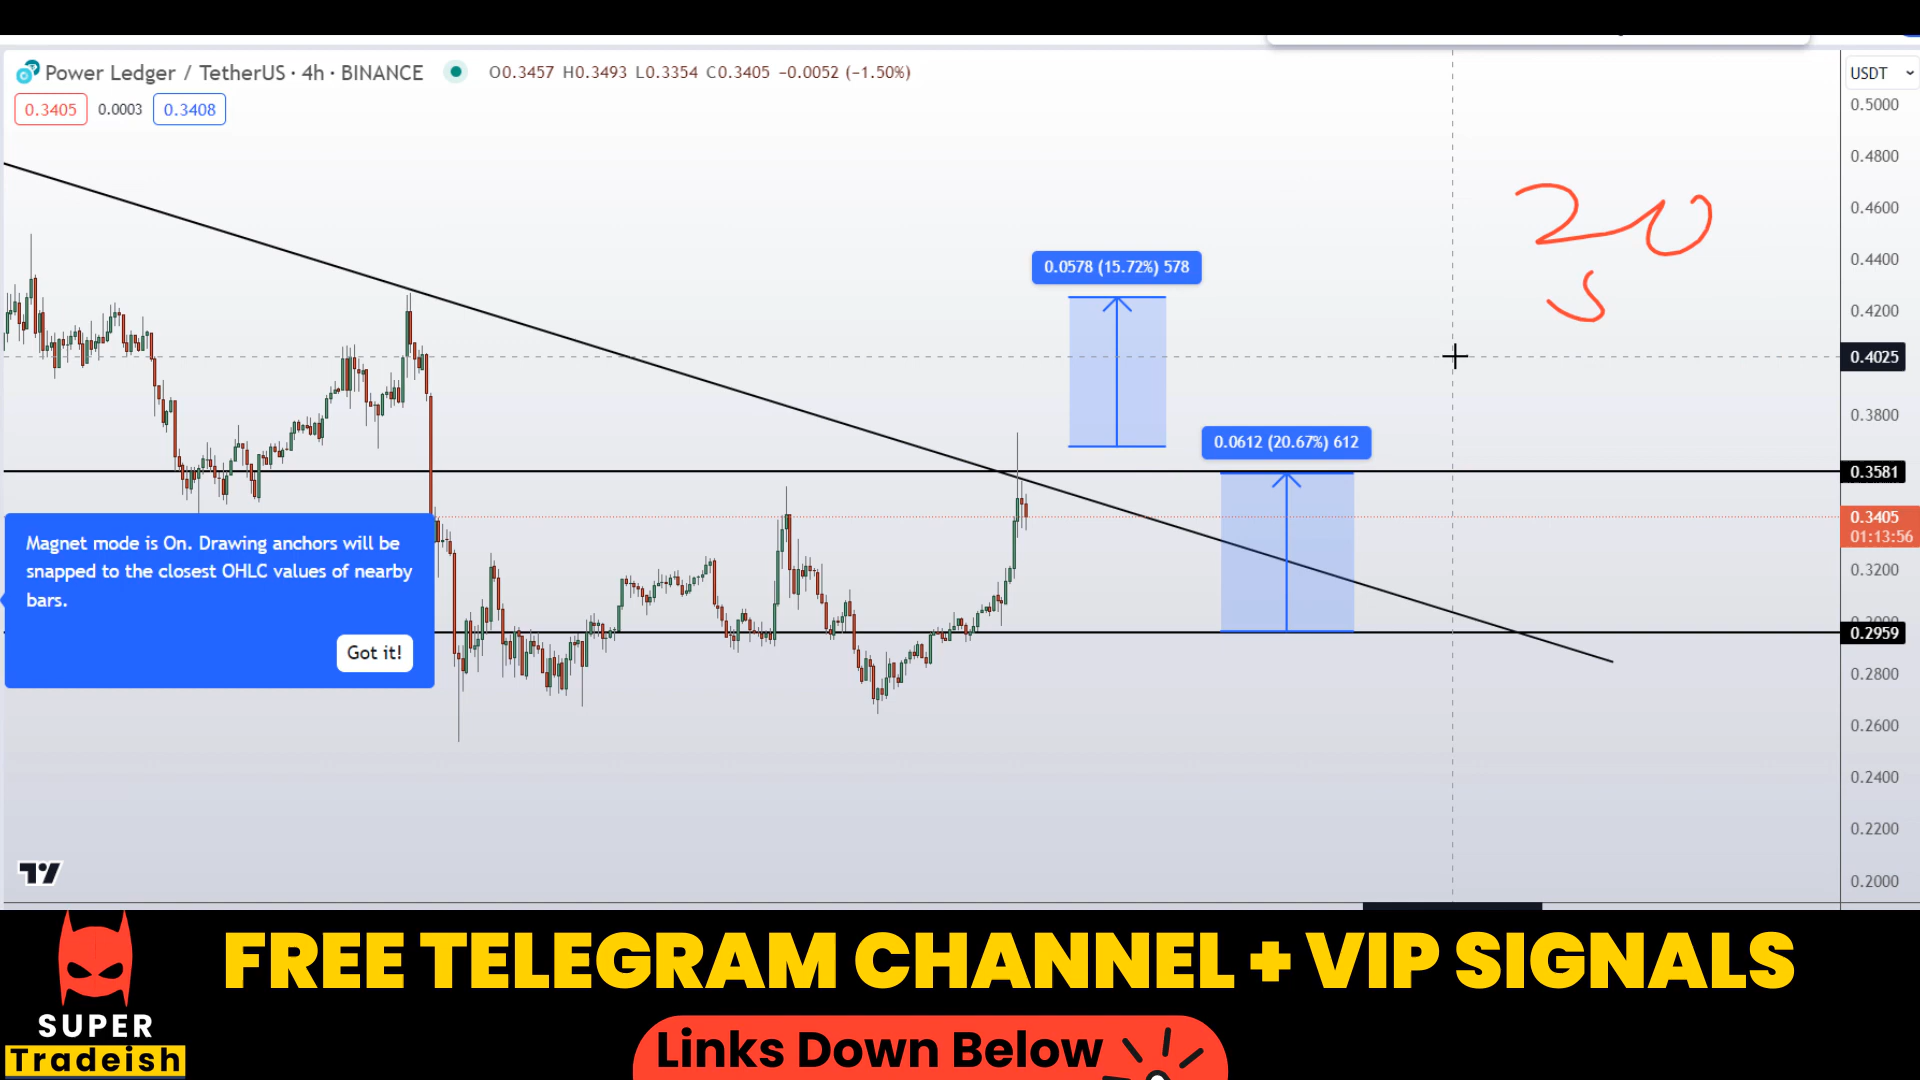 Power Ledger / TetherUS · 4h · BINANCE O0.3457 H0.3493 L0.3354 C0.3405 −0.0052 (−1.50%)
USDT
0.3405 0.0003 0.3408
0.5000
0.4800
0.4600
0.4400
0.4200
0.4025
0.3800
0.3581
0.3405
01:13:56
0.3200
0.2959
0.2800
0.2600
0.2400
0.2200
0.2000
20
0.0578 (15.72%) 578
0.0612 (20.67%) 612
Magnet mode is On. Drawing anchors will be
snapped to the closest OHLC values of nearby
bars.
Got it!
SUPER
Tradeish
FREE TELEGRAM CHANNEL + VIP SIGNALS
Links Down Below